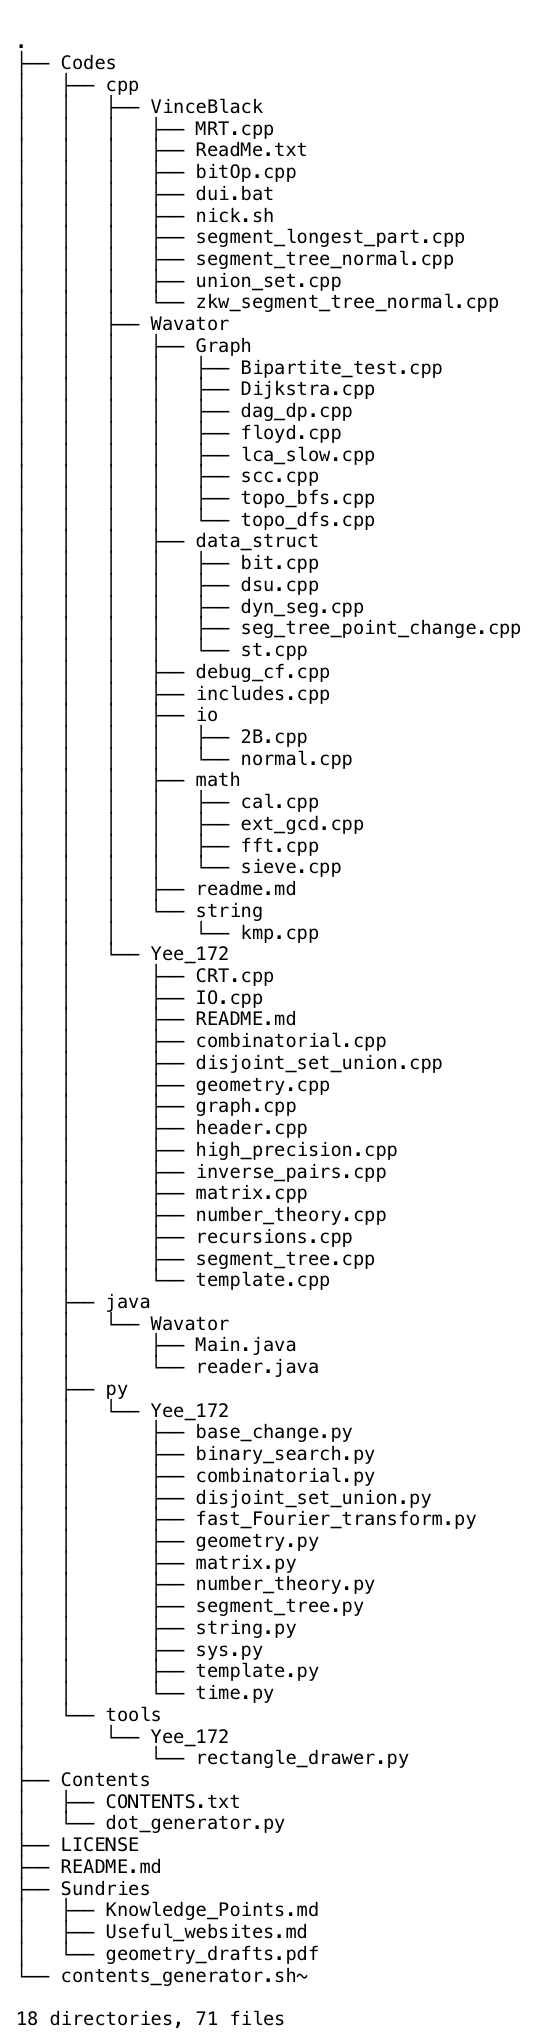 .
├── Codes
│   ├── cpp
│   │   ├── VinceBlack
│   │   │   ├── MRT.cpp
│   │   │   ├── ReadMe.txt
│   │   │   ├── bitOp.cpp
│   │   │   ├── dui.bat
│   │   │   ├── nick.sh
│   │   │   ├── segment_longest_part.cpp
│   │   │   ├── segment_tree_normal.cpp
│   │   │   ├── union_set.cpp
│   │   │   └── zkw_segment_tree_normal.cpp
│   │   ├── Wavator
│   │   │   ├── Graph
│   │   │   │   ├── Bipartite_test.cpp
│   │   │   │   ├── Dijkstra.cpp
│   │   │   │   ├── dag_dp.cpp
│   │   │   │   ├── floyd.cpp
│   │   │   │   ├── lca_slow.cpp
│   │   │   │   ├── scc.cpp
│   │   │   │   ├── topo_bfs.cpp
│   │   │   │   └── topo_dfs.cpp
│   │   │   ├── data_struct
│   │   │   │   ├── bit.cpp
│   │   │   │   ├── dsu.cpp
│   │   │   │   ├── dyn_seg.cpp
│   │   │   │   ├── seg_tree_point_change.cpp
│   │   │   │   └── st.cpp
│   │   │   ├── debug_cf.cpp
│   │   │   ├── includes.cpp
│   │   │   ├── io
│   │   │   │   ├── 2B.cpp
│   │   │   │   └── normal.cpp
│   │   │   ├── math
│   │   │   │   ├── cal.cpp
│   │   │   │   ├── ext_gcd.cpp
│   │   │   │   ├── fft.cpp
│   │   │   │   └── sieve.cpp
│   │   │   ├── readme.md
│   │   │   └── string
│   │   │       └── kmp.cpp
│   │   └── Yee_172
│   │       ├── CRT.cpp
│   │       ├── IO.cpp
│   │       ├── README.md
│   │       ├── combinatorial.cpp
│   │       ├── disjoint_set_union.cpp
│   │       ├── geometry.cpp
│   │       ├── graph.cpp
│   │       ├── header.cpp
│   │       ├── high_precision.cpp
│   │       ├── inverse_pairs.cpp
│   │       ├── matrix.cpp
│   │       ├── number_theory.cpp
│   │       ├── recursions.cpp
│   │       ├── segment_tree.cpp
│   │       └── template.cpp
│   ├── java
│   │   └── Wavator
│   │       ├── Main.java
│   │       └── reader.java
│   ├── py
│   │   └── Yee_172
│   │       ├── base_change.py
│   │       ├── binary_search.py
│   │       ├── combinatorial.py
│   │       ├── disjoint_set_union.py
│   │       ├── fast_Fourier_transform.py
│   │       ├── geometry.py
│   │       ├── matrix.py
│   │       ├── number_theory.py
│   │       ├── segment_tree.py
│   │       ├── string.py
│   │       ├── sys.py
│   │       ├── template.py
│   │       └── time.py
│   └── tools
│       └── Yee_172
│           └── rectangle_drawer.py
├── Contents
│   ├── CONTENTS.txt
│   └── dot_generator.py
├── LICENSE
├── README.md
├── Sundries
│   ├── Knowledge_Points.md
│   ├── Useful_websites.md
│   └── geometry_drafts.pdf
└── contents_generator.sh~
18 directories, 71 files